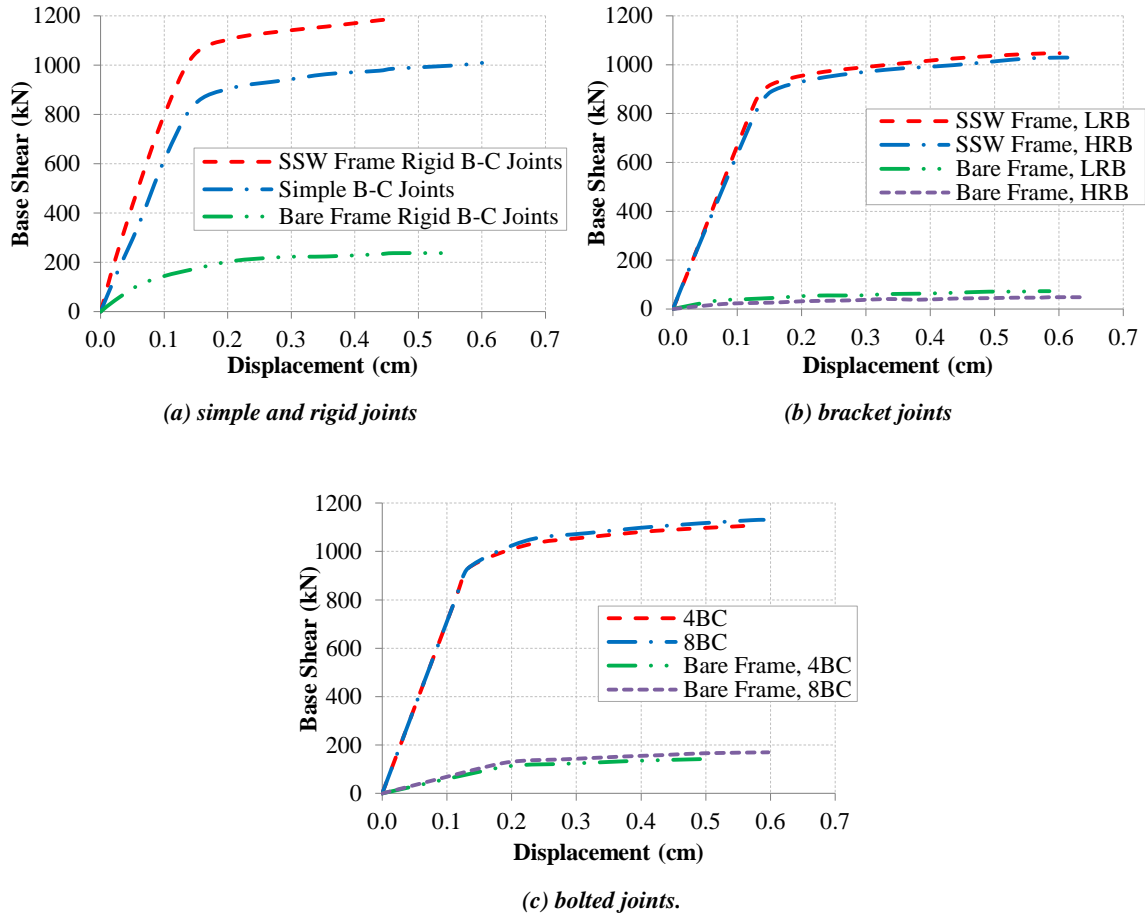 1200
1000
800
600
400
200
0
Base Shear (kN)
SSW Frame Rigid B-C Joints
Simple B-C Joints
Bare Frame Rigid B-C Joints
0.0 0.1 0.2 0.3 0.4 0.5 0.6 0.7
Displacement (cm)
(a) simple and rigid joints
1200
1000
800
600
400
200
0
Base Shear (kN)
SSW Frame, LRB
SSW Frame, HRB
Bare Frame, LRB
Bare Frame, HRB
0.0 0.1 0.2 0.3 0.4 0.5 0.6 0.7
Displacement (cm)
(b) bracket joints
1200
1000
800
600
400
200
0
Base Shear (kN)
4BC
8BC
Bare Frame, 4BC
Bare Frame, 8BC
0.0 0.1 0.2 0.3 0.4 0.5 0.6 0.7
Displacement (cm)
(c) bolted joints.